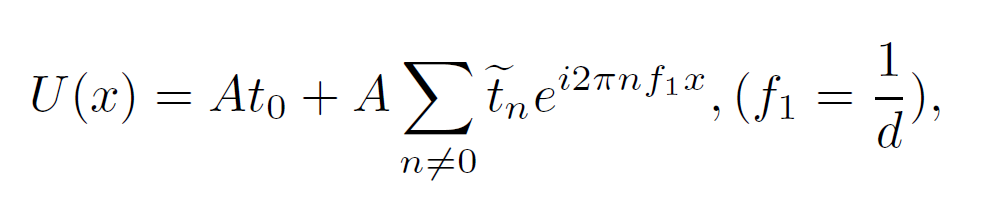 U(x) = At_0 + A \sum_{n \neq 0} \widetilde{t}_n e^{i2\pi n f_1 x}, (f_1 = \frac{1}{d}),